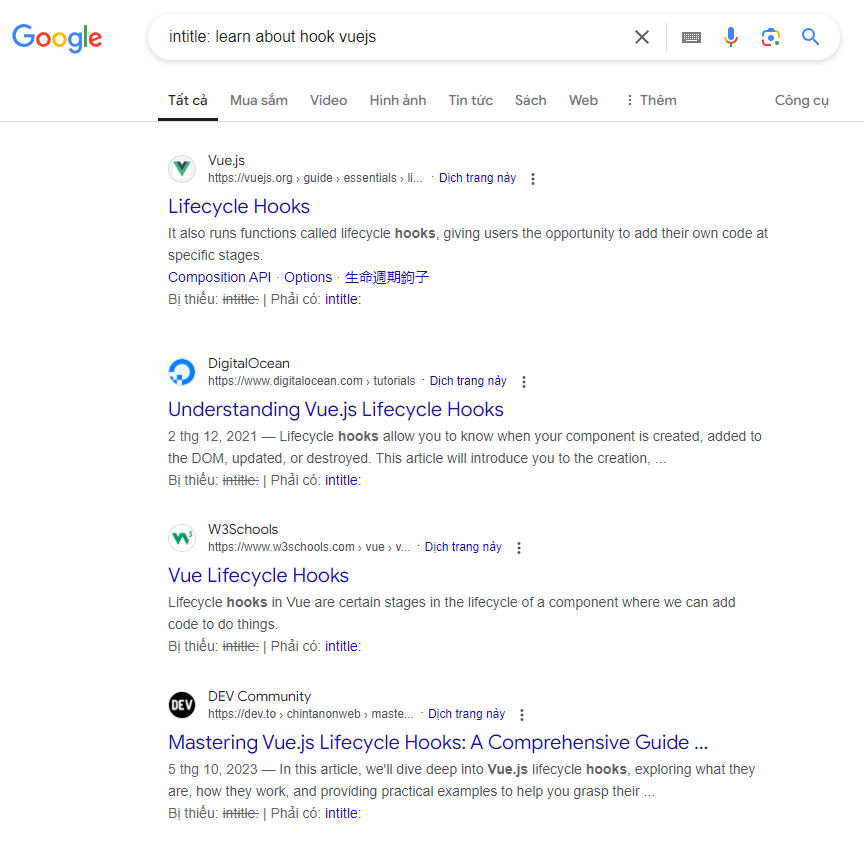 Google
intitle: learn about hook vuejs
Tất cả Mua sắm Video Hình ảnh Tin tức Sách Web Thêm Công cụ
Vue.js
https://vuejs.org › guide › essentials › li... · Dịch trang này
Lifecycle Hooks
It also runs functions called lifecycle hooks, giving users the opportunity to add their own code at
specific stages.
Composition API · Options · 生命週期鉤子
Bị thiếu: intitle: | Phải có: intitle:
DigitalOcean
https://www.digitalocean.com › tutorials · Dịch trang này
Understanding Vue.js Lifecycle Hooks
2 thg 12, 2021 — Lifecycle hooks allow you to know when your component is created, added to
the DOM, updated, or destroyed. This article will introduce you to the creation, ...
Bị thiếu: intitle: | Phải có: intitle:
W3Schools
https://www.w3schools.com › vue › v... · Dịch trang này
Vue Lifecycle Hooks
Lifecycle hooks in Vue are certain stages in the lifecycle of a component where we can add
code to do things.
Bị thiếu: intitle: | Phải có: intitle:
DEV
DEV Community
https://dev.to › chintanonweb › maste... · Dịch trang này
Mastering Vue.js Lifecycle Hooks: A Comprehensive Guide ...
5 thg 10, 2023 — In this article, we'll dive deep into Vue.js lifecycle hooks, exploring what they
are, how they work, and providing practical examples to help you grasp their ...
Bị thiếu: intitle: | Phải có: intitle: